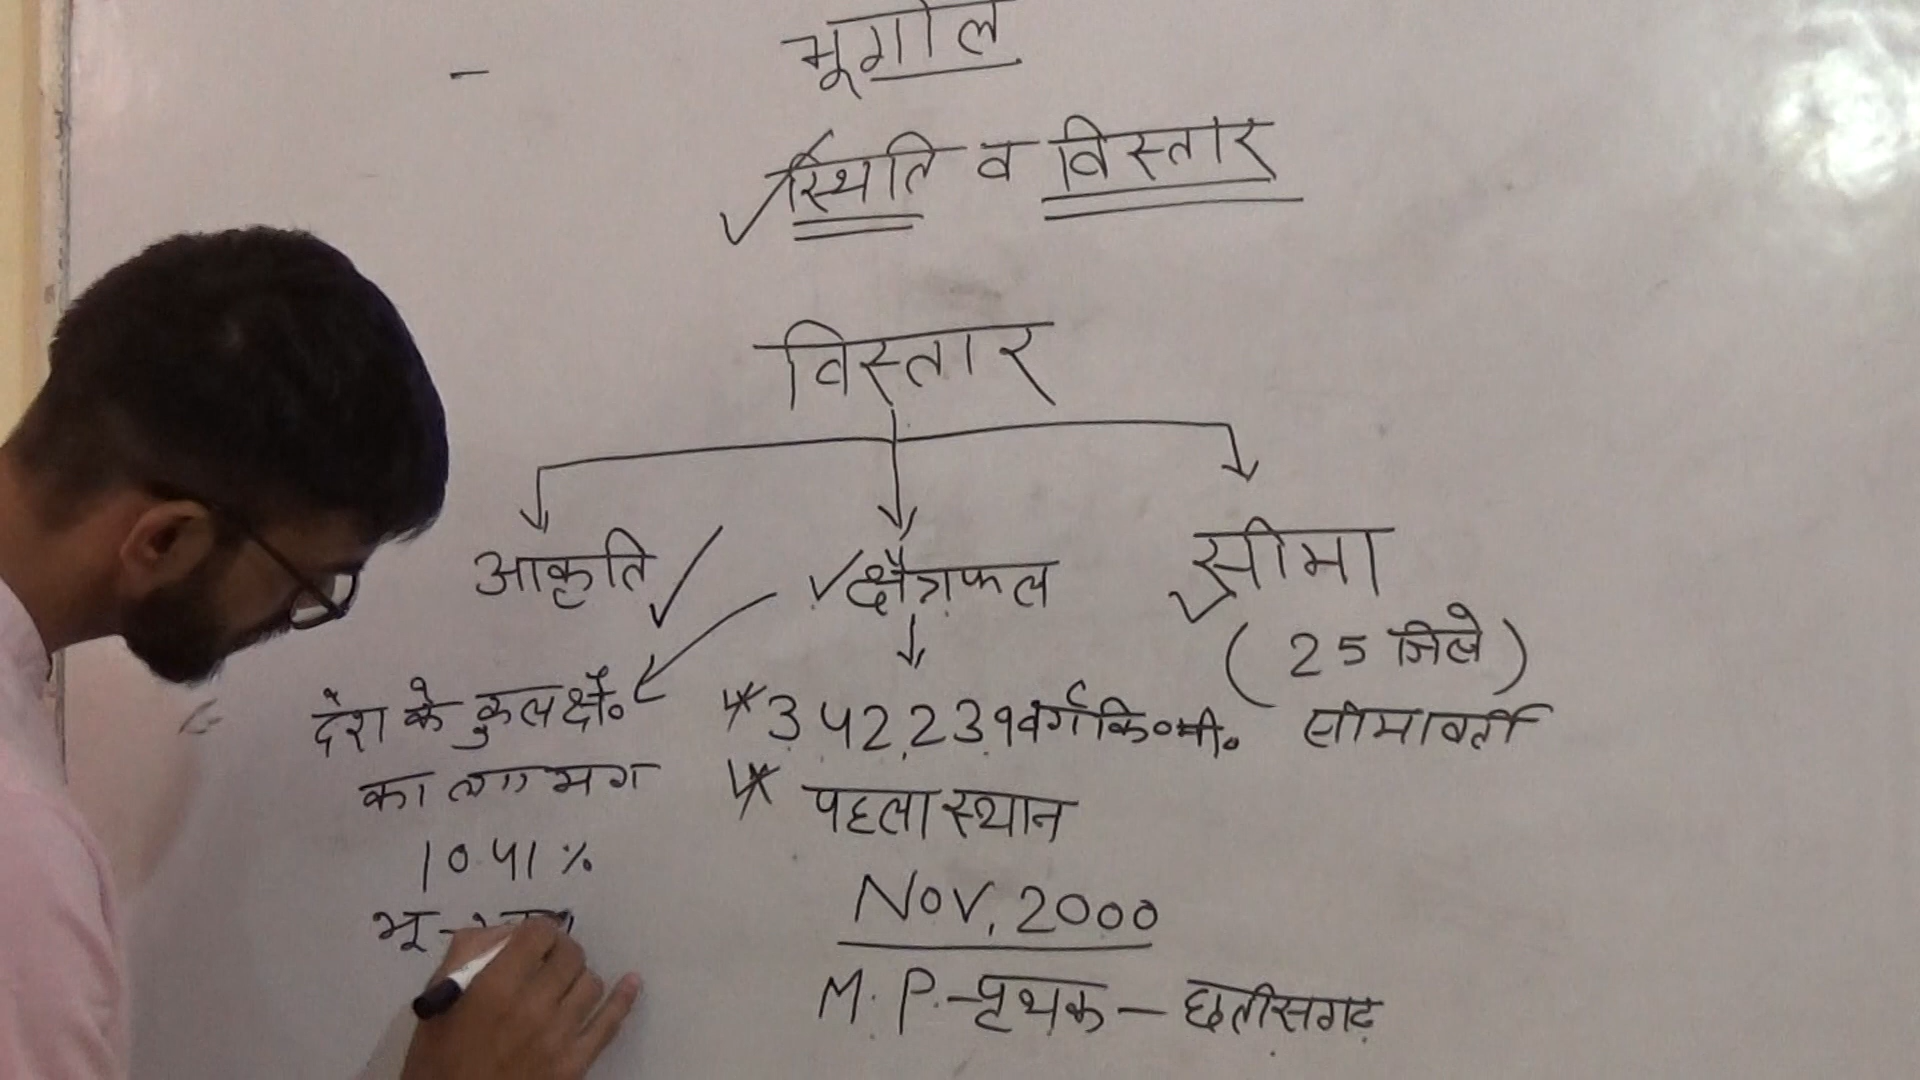 भूगोल
स्थिति व विस्तार
विस्तार
आकृति
क्षैत्रफल
सीमा
( 25 जिले )
सीमावर्ती
3,42,239 वर्ग कि०मी०
पहला स्थान
Nov, 2000
M.P.-पृथक-छत्तीसगढ़
देश के कुल क्षै०
का लगभग
10.41 %
भू-